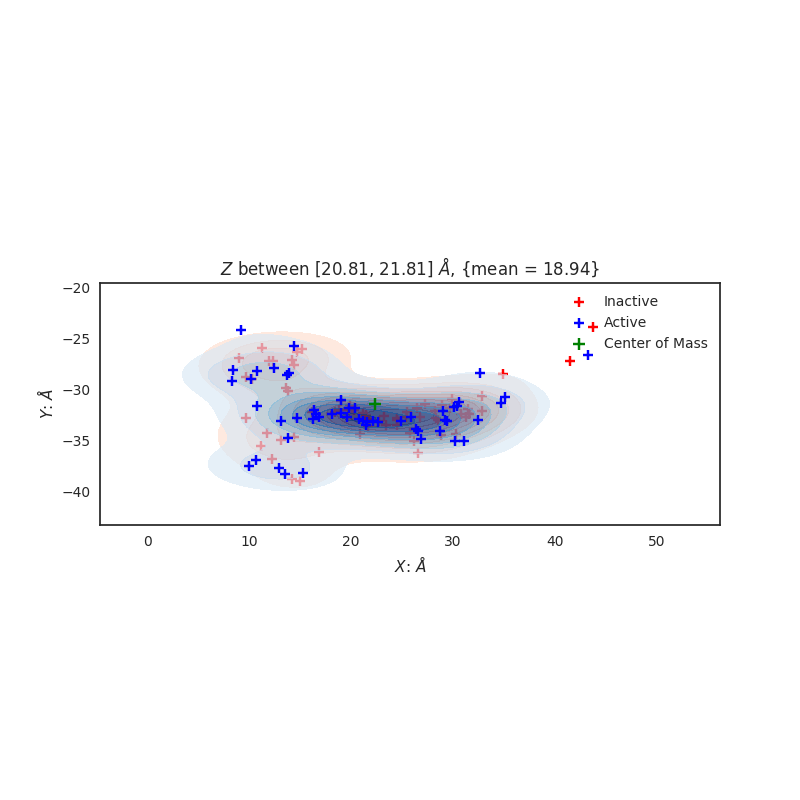 Z between [20.81, 21.81] Å, {mean = 18.94}
−20
−25
−30
−35
−40
Y: Å
Inactive
Active
Center of Mass
0 10 20 30 40 50
X: Å